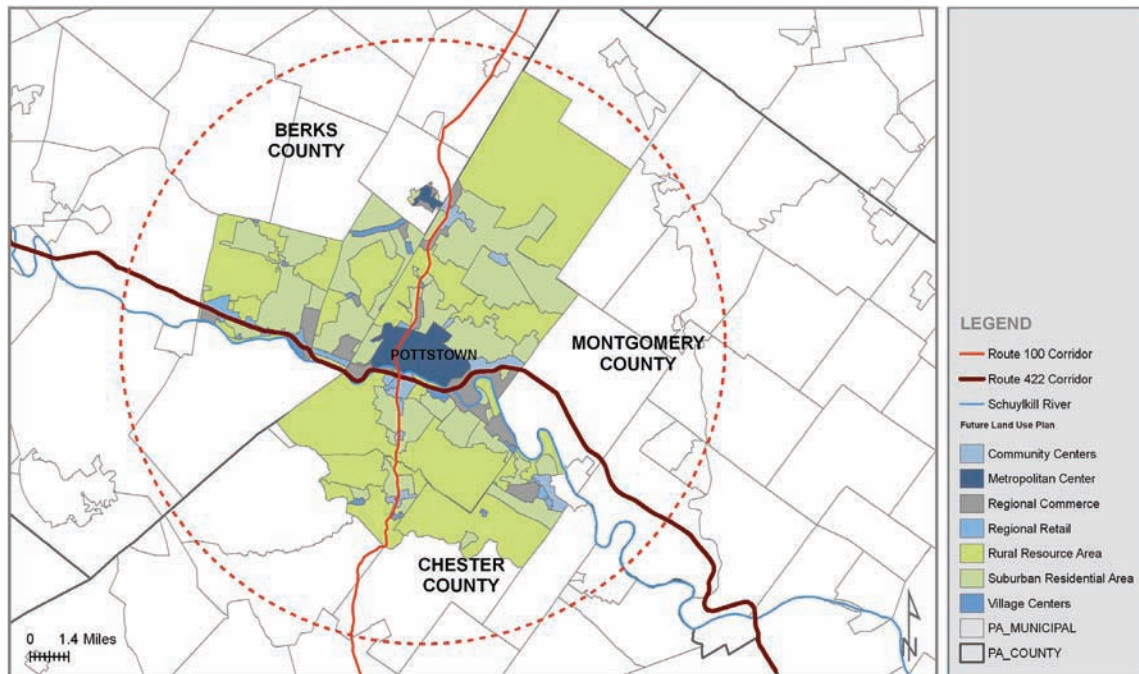 BERKS
COUNTY
POTTSTOWN
MONTGOMERY
COUNTY
CHESTER
COUNTY
0 1.4 Miles
N
LEGEND
Route 100 Corridor
Route 422 Corridor
Schuylkill River
Future Land Use Plan
Community Centers
Metropolitan Center
Regional Commerce
Regional Retail
Rural Resource Area
Suburban Residential Area
Village Centers
PA_MUNICIPAL
PA_COUNTY